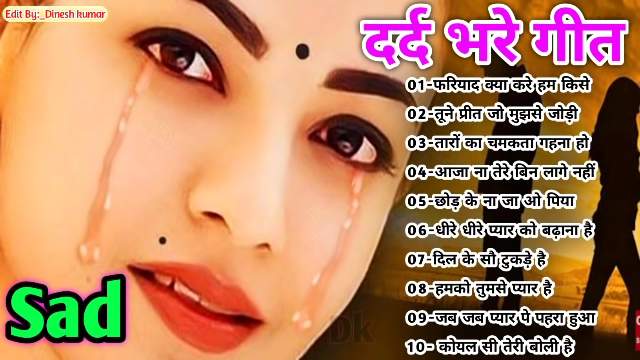 Edit By:_Dinesh kumar
दर्द भरे गीत
01-फरियाद क्या करे हम किसे
02-तूने प्रीत जो मुझसे जोड़ी
03-तारों का चमकता गहना हो
04-आजा ना तेरे बिन लागे नहीं
05-छोड़ के ना जा ओ पिया
06-धीरे धीरे प्यार को बढ़ाना है
07-दिल के सौ टुकड़े है
08-हमको तुमसे प्यार है
09-जब जब प्यार पे पहरा हुआ
10- कोयल सी तेरी बोली है
Sad
Dk